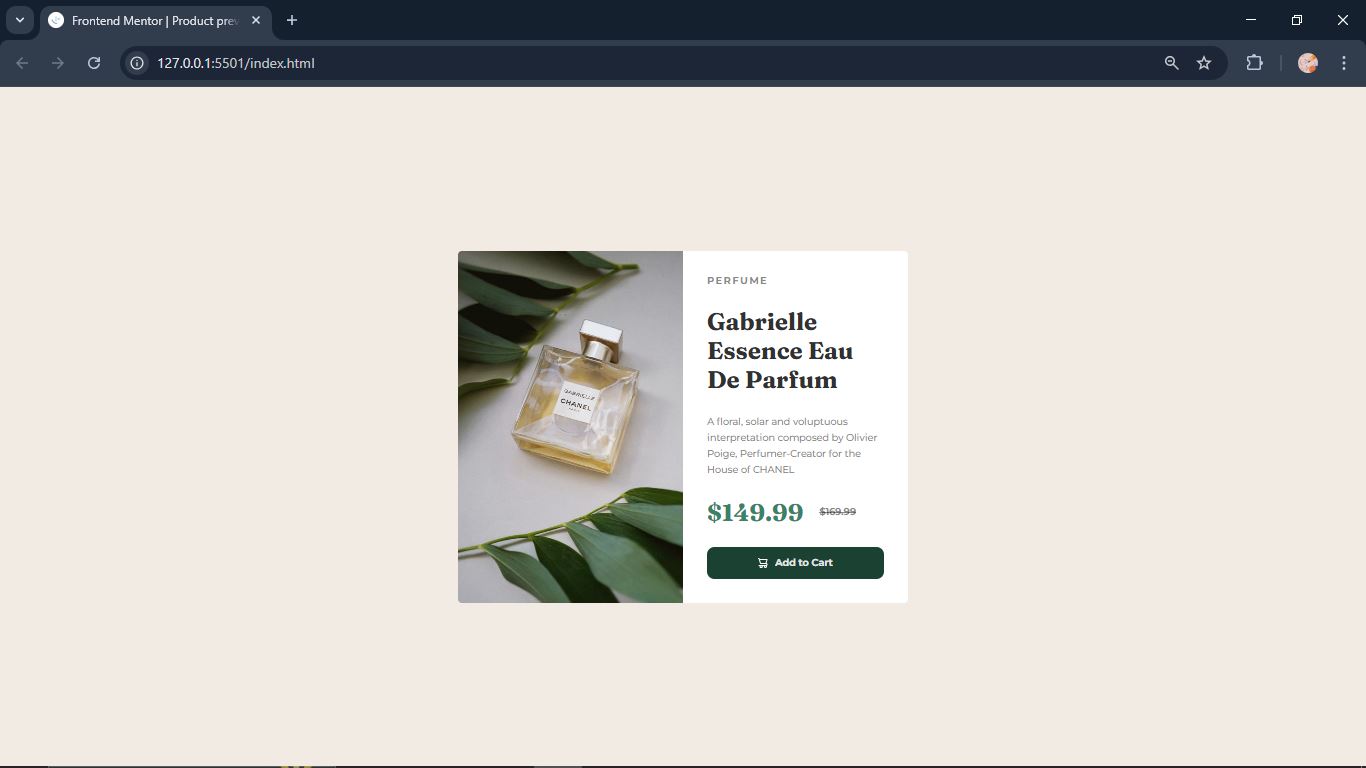 Frontend Mentor | Product prev
127.0.0.1:5501/index.html
PERFUME
Gabrielle
Essence Eau
De Parfum
A floral, solar and voluptuous
interpretation composed by Olivier
Poige, Perfumer-Creator for the
House of CHANEL
$149.99 $169.99
Add to Cart
GABRIELLE
CHANEL
PARIS